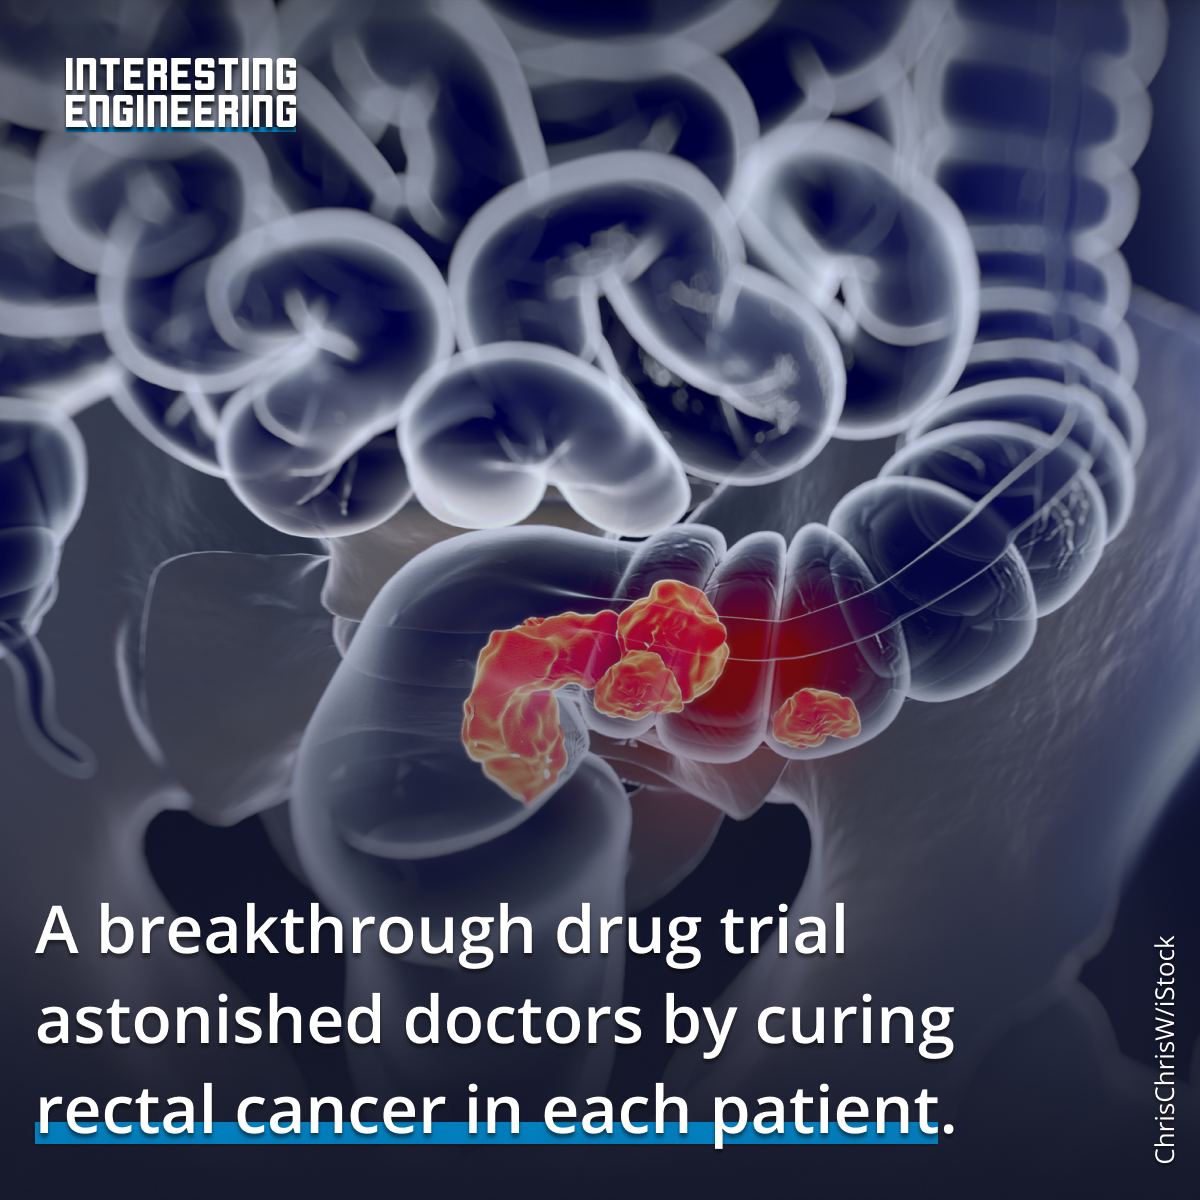 INTERESTING
ENGINEERING
A breakthrough drug trial
astonished doctors by curing
rectal cancer in each patient.
ChrisChrisW/iStock